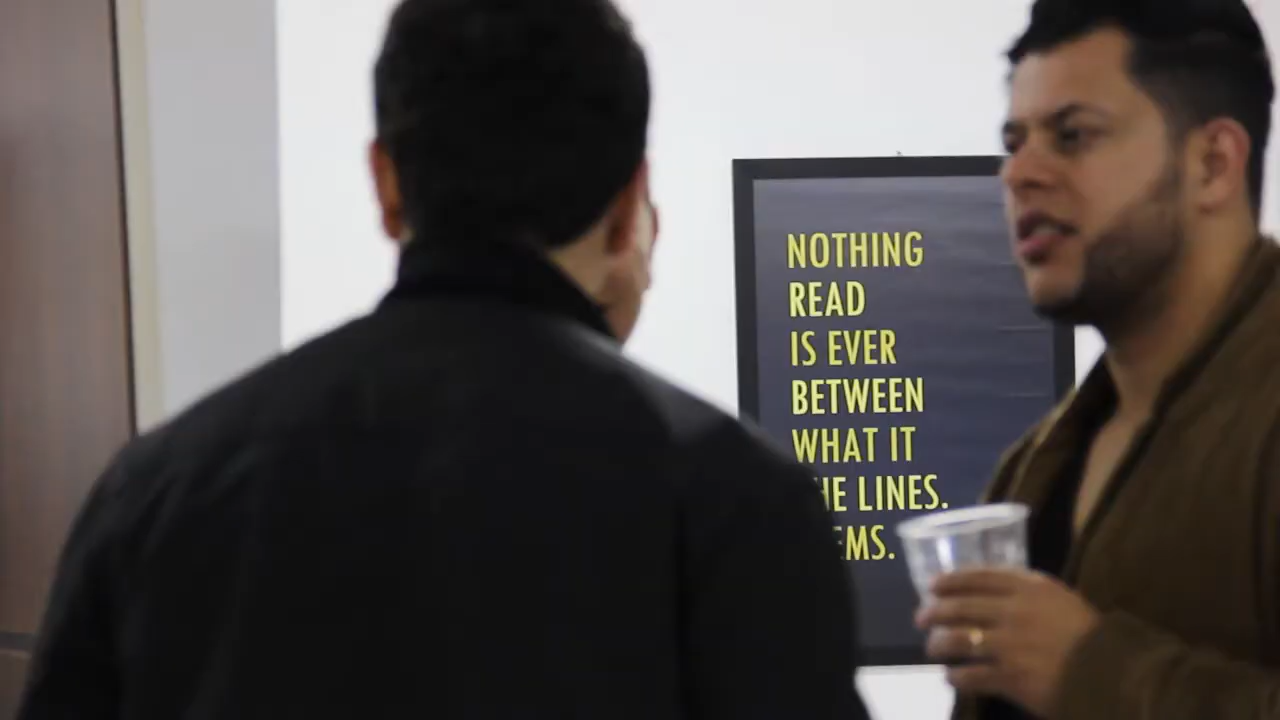 NOTHING
READ
IS EVER
BETWEEN
WHAT IT
LINES.